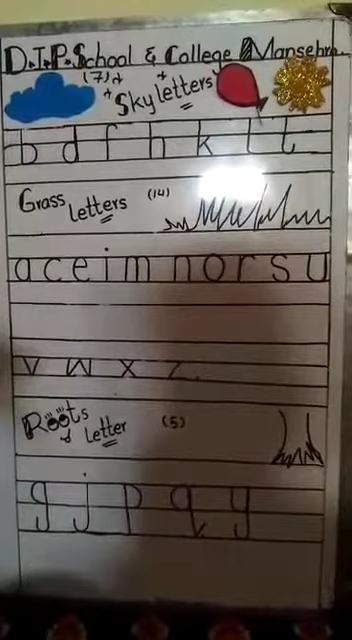 D.I.P.School & College Mansehra.
(7)
Sky letters
b d f h k l t
Grass letters (14)
a c e i m n o r s u
v w x z.
Roots letter (5)
g j p q y